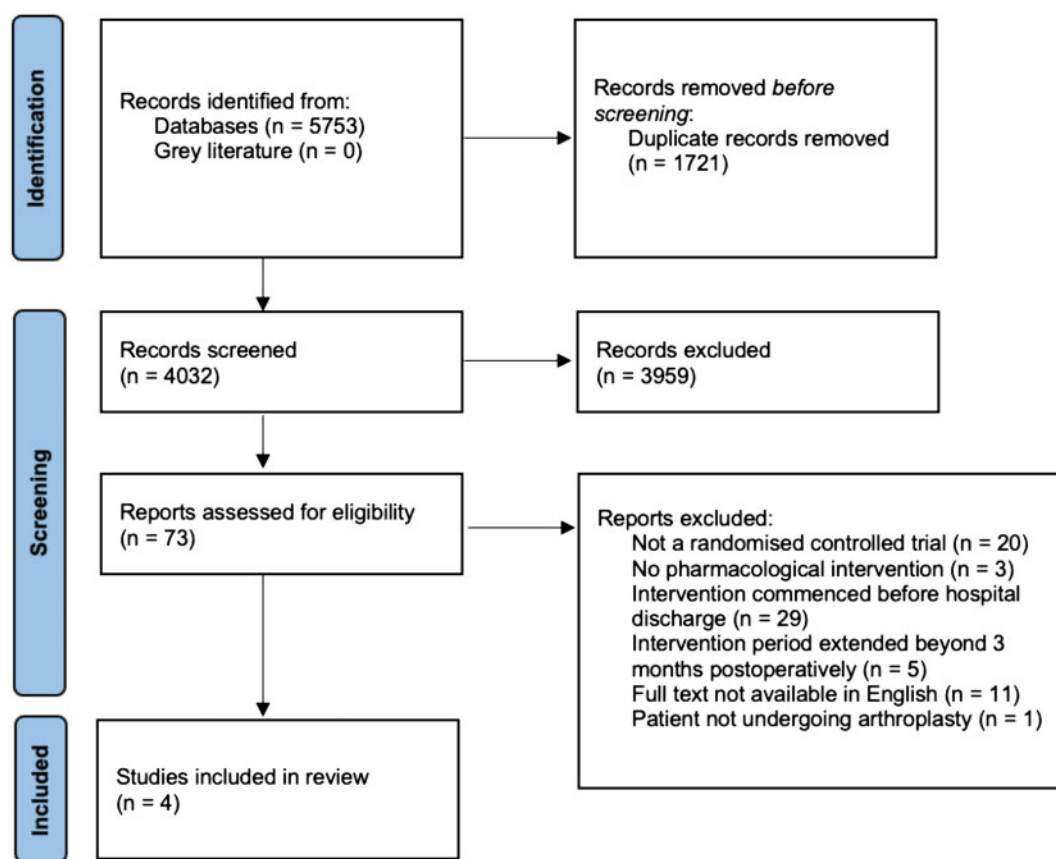 Identification
Records identified from:
Databases (n = 5753)
Grey literature (n = 0)
Records removed before
screening:
Duplicate records removed
(n = 1721)
Screening
Records screened
(n = 4032)
Records excluded
(n = 3959)
Reports assessed for eligibility
(n = 73)
Reports excluded:
Not a randomised controlled trial (n = 20)
No pharmacological intervention (n = 3)
Intervention commenced before hospital
discharge (n = 29)
Intervention period extended beyond 3
months postoperatively (n = 5)
Full text not available in English (n = 11)
Patient not undergoing arthroplasty (n = 1)
Included
Studies included in review
(n = 4)